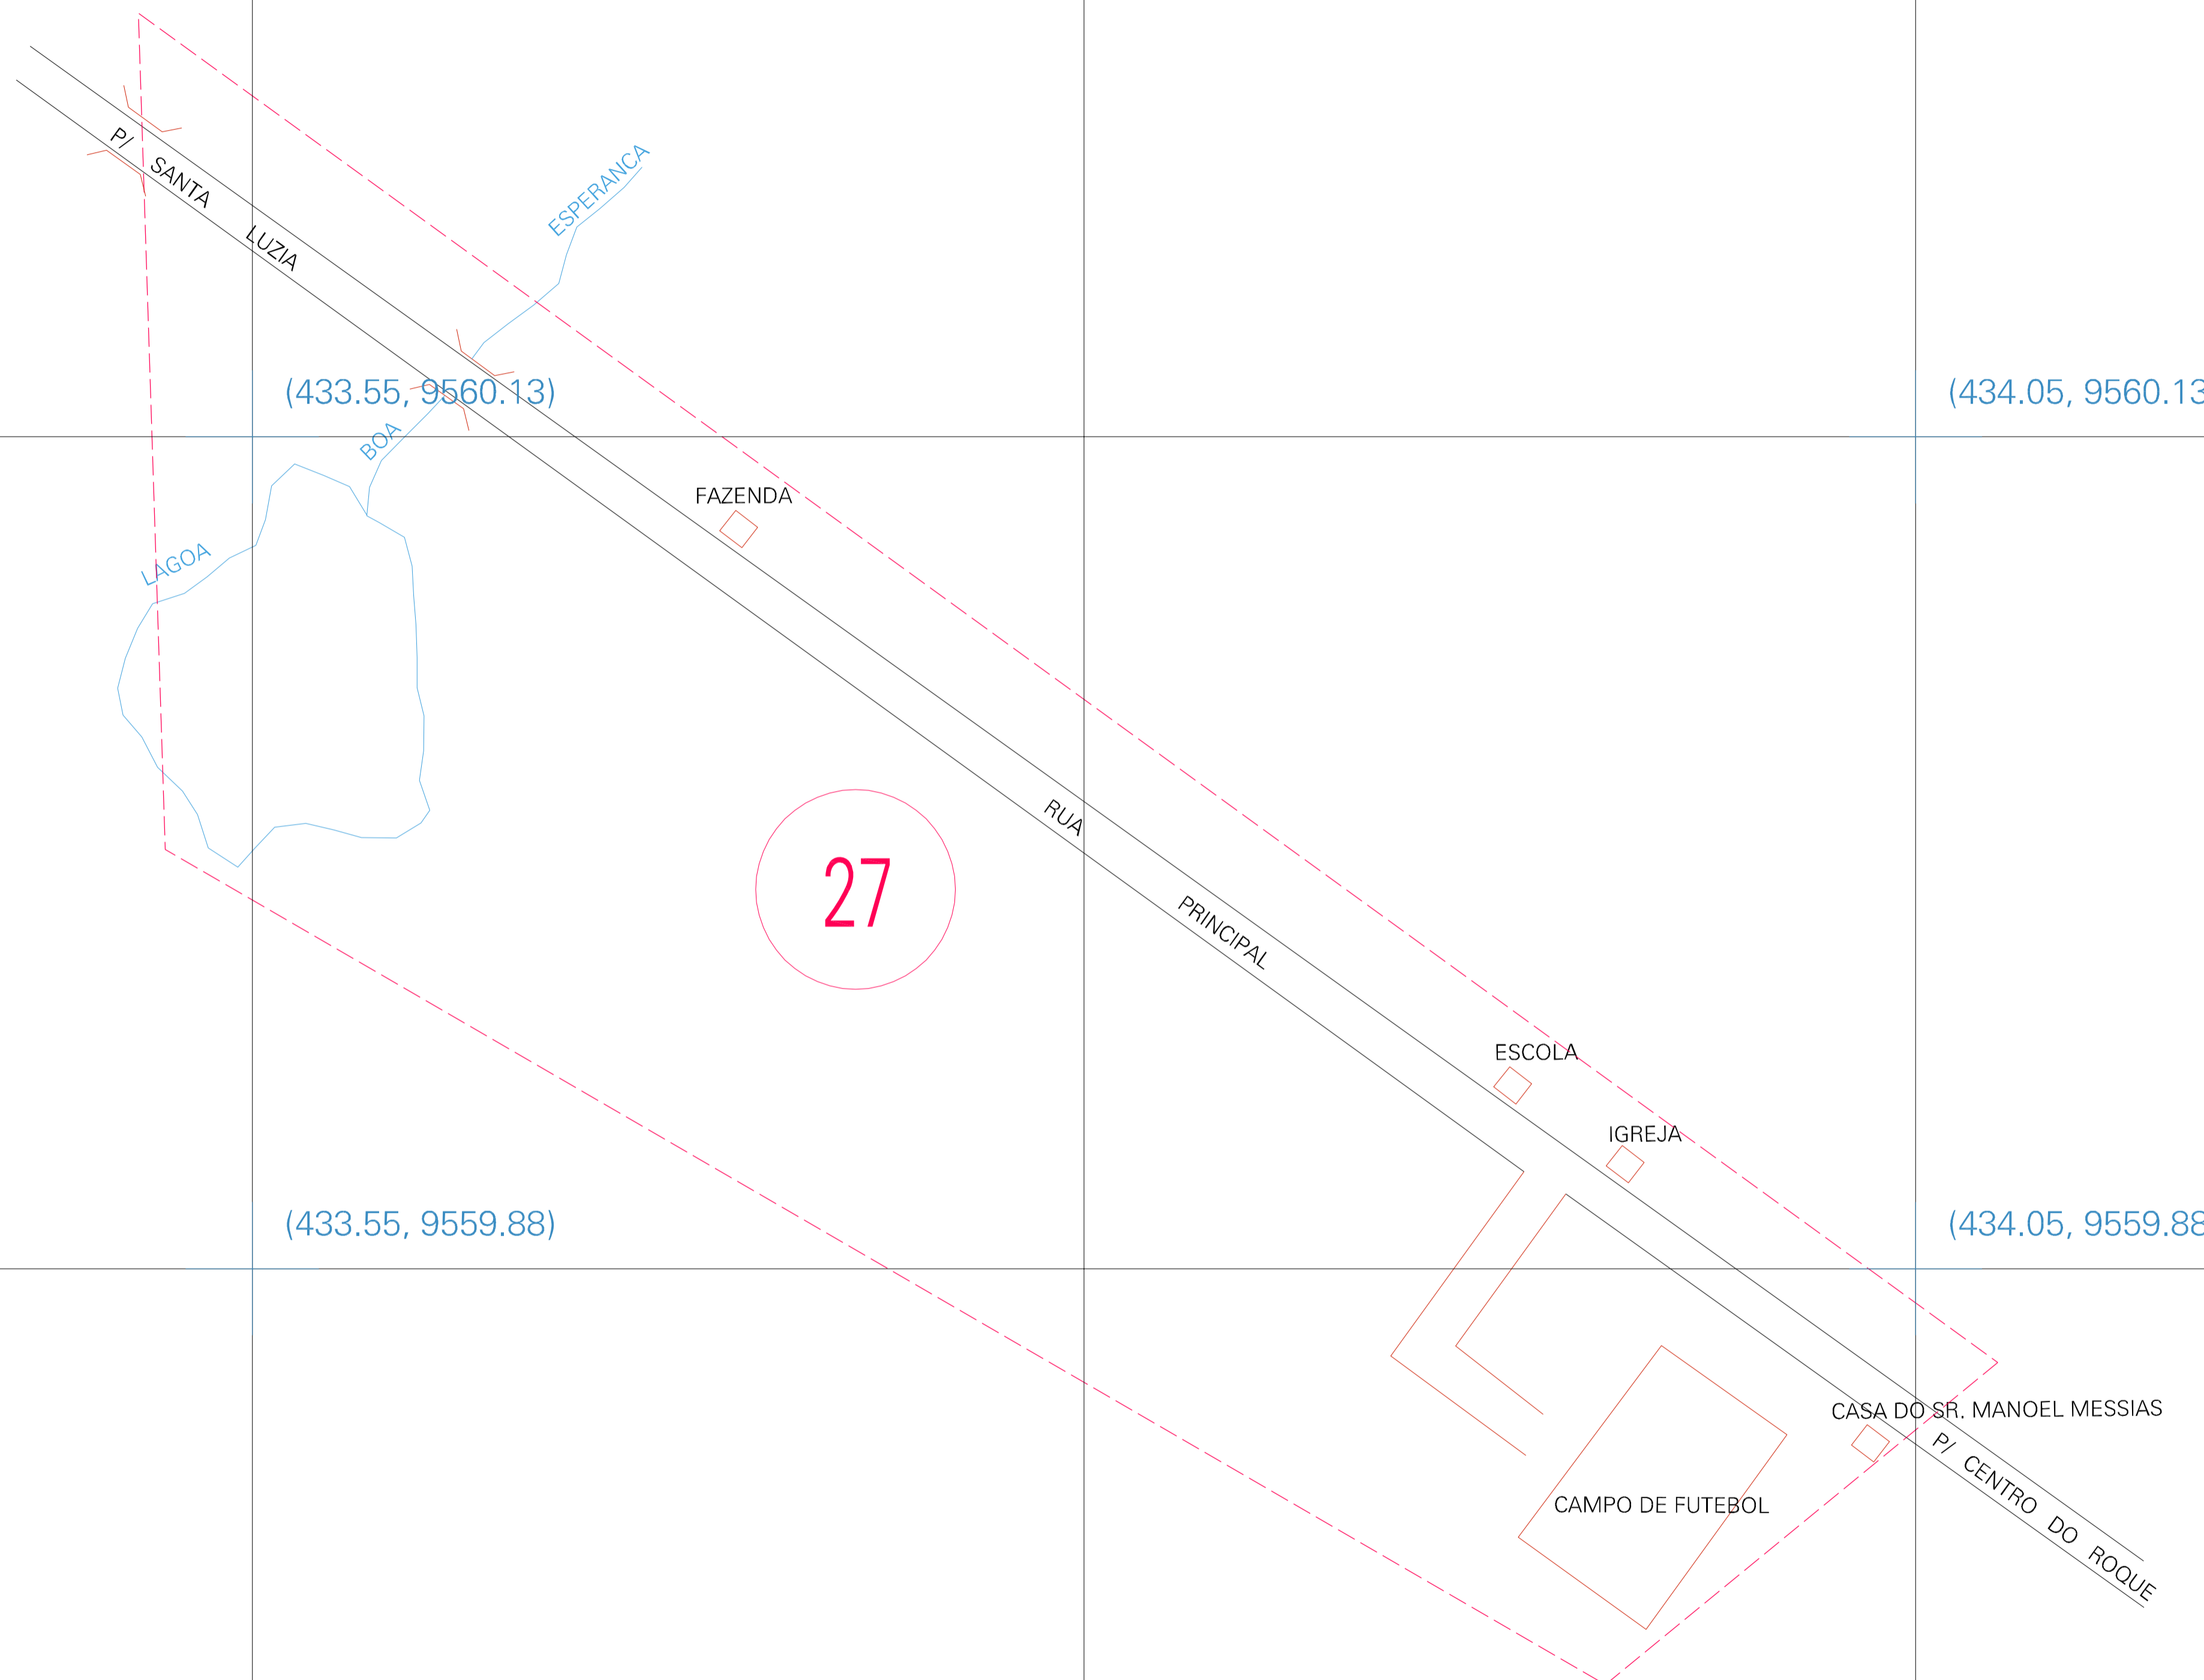 P/ SANTA LUZIA
ESPERANCA
(433.55, 9560.13)
(434.05, 9560.13
BOA
FAZENDA
LAGOA
RUA PRINCIPAL
27
ESCOLA
IGREJA
(433.55, 9559.88)
(434.05, 9559.88
CASA DO SR. MANOEL MESSIAS
P/ CENTRO DO ROQUE
CAMPO DE FUTEBOL